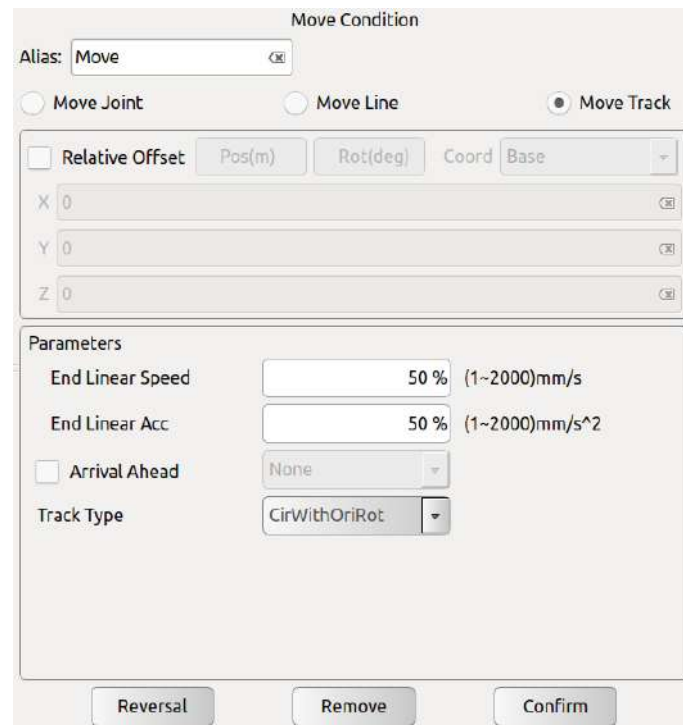 Move Condition
Alias: Move
Move Joint Move Line Move Track
Relative Offset Pos(m) Rot(deg) Coord Base
X 0
Y 0
Z 0
Parameters
End Linear Speed 50 % (1~2000)mm/s
End Linear Acc 50 % (1~2000)mm/s^2
Arrival Ahead None
Track Type CirWithOriRot
Reversal Remove Confirm